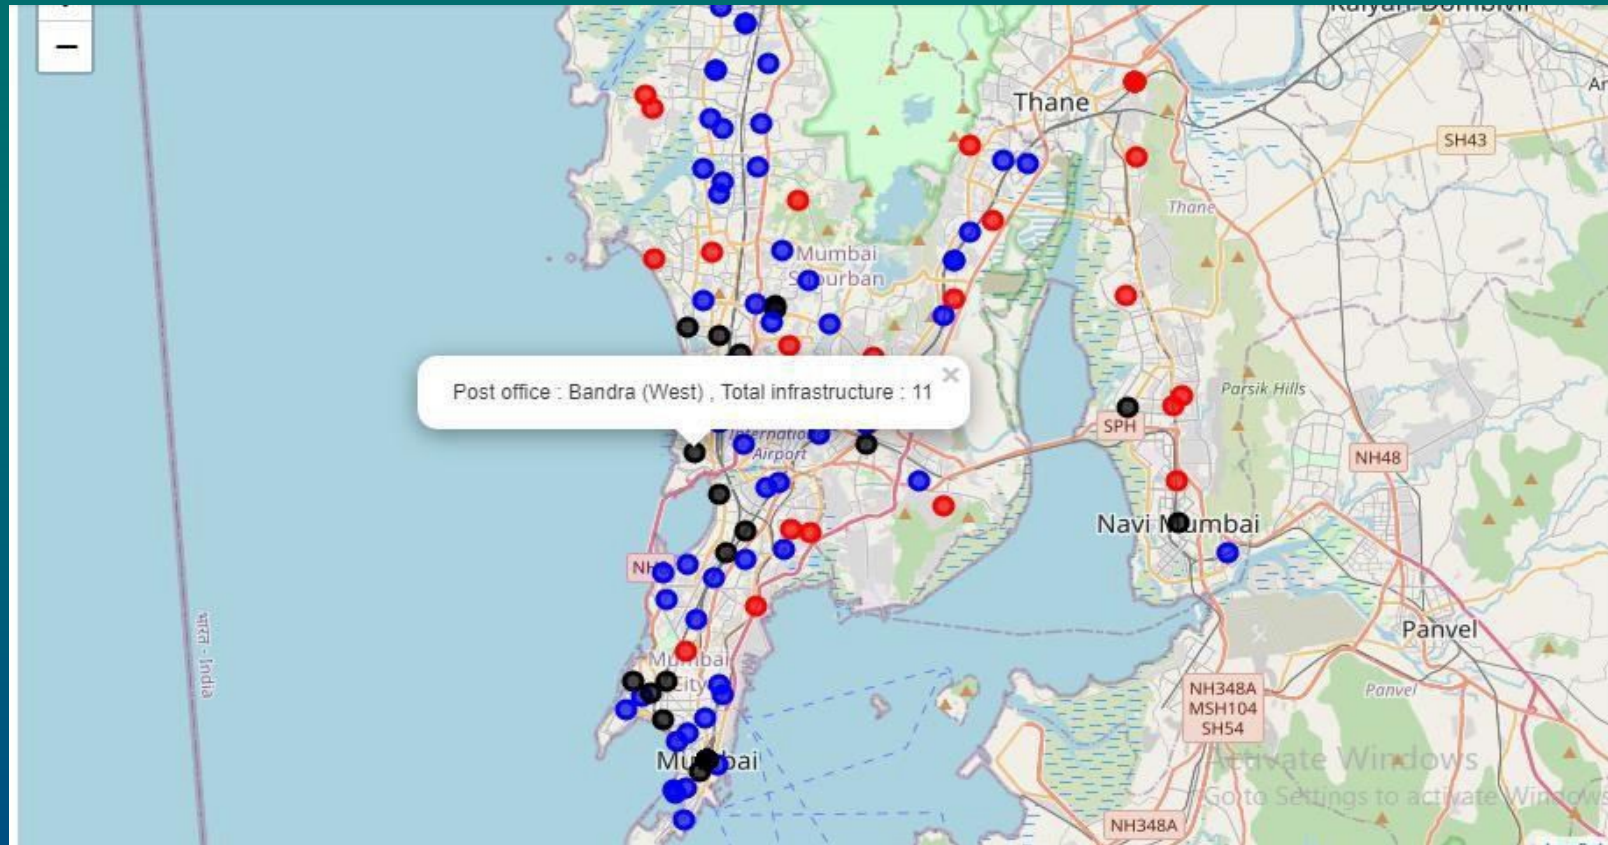 −
Kalyan-Dombivli
Thane
SH43
Thane
Mumbai
Suburban
Post office : Bandra (West) , Total infrastructure : 11
×
Parsik Hills
SPH
International
Airport
NH48
Navi Mumbai
NH
भारत - India
Panvel
Mumbai
City
Panvel
NH348A
MSH104
SH54
Mumbai
Activate Windows
Go to Settings to activate Windows
NH348A